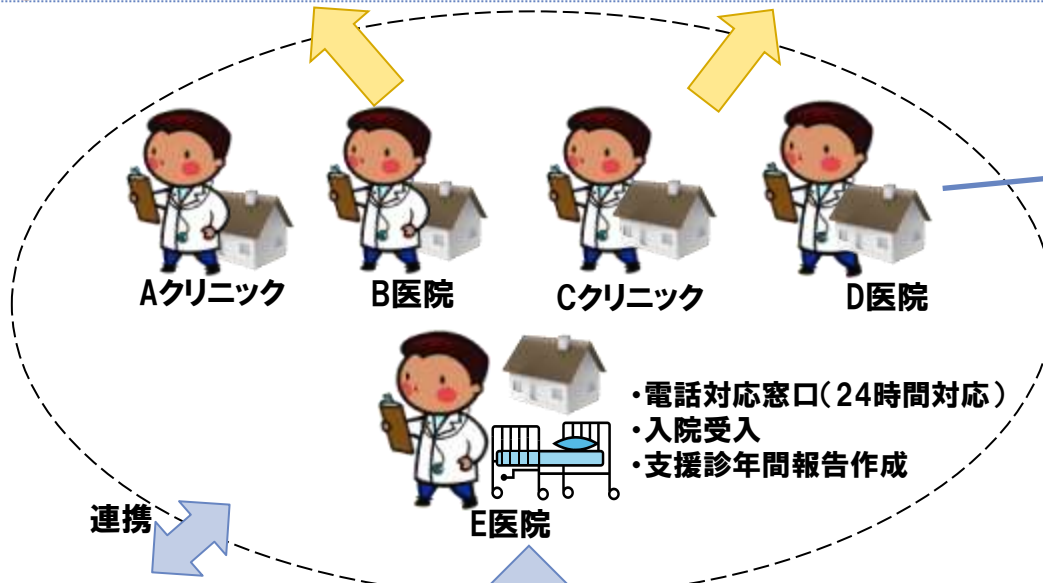 Aクリニック
B医院
Cクリニック
D医院
・電話対応窓口(24時間対応)
・入院受入
・支援診年間報告作成
連携
E医院